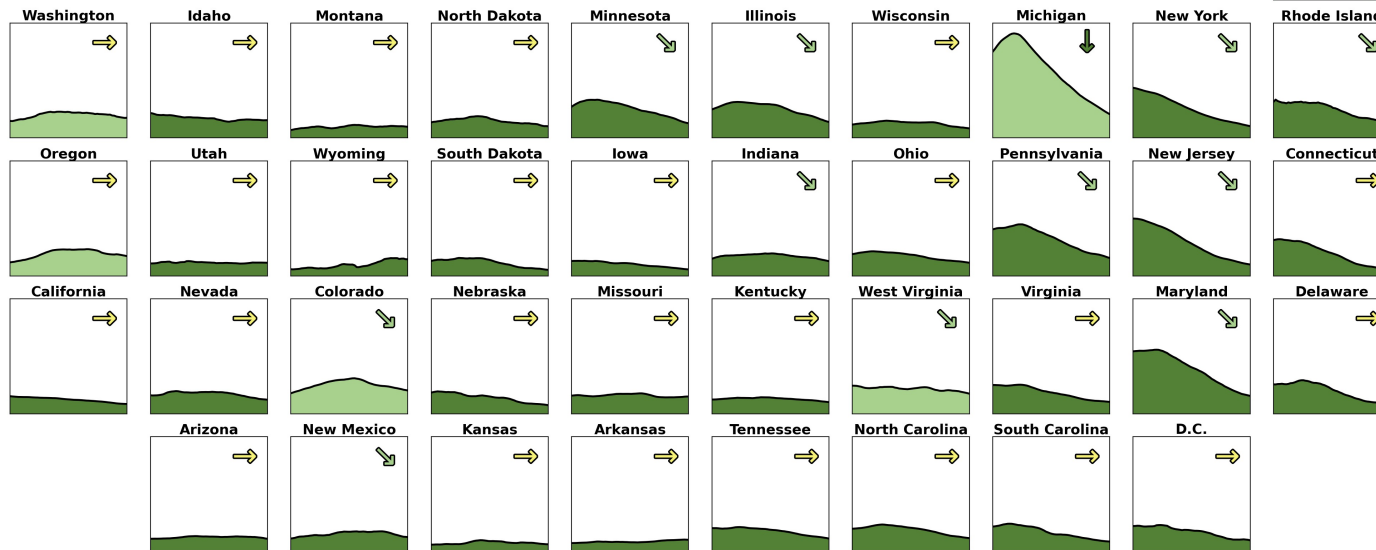 Washington
Idaho
Montana
North Dakota
Minnesota
Illinois
Wisconsin
Michigan
New York
Rhode Island
Oregon
Utah
Wyoming
South Dakota
Iowa
Indiana
Ohio
Pennsylvania
New Jersey
Connecticut
California
Nevada
Colorado
Nebraska
Missouri
Kentucky
West Virginia
Virginia
Maryland
Delaware
Arizona
New Mexico
Kansas
Arkansas
Tennessee
North Carolina
South Carolina
D.C.